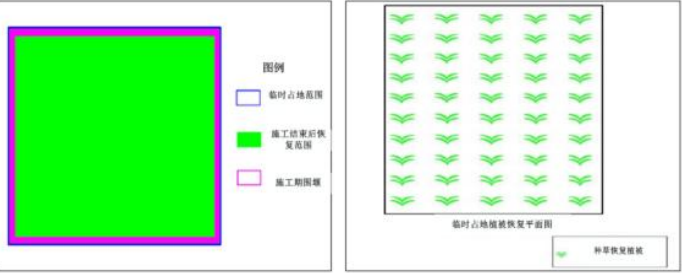 图例
临时占地范围
施工结束后恢
复范围
施工期围堰
临时占地植被恢复平面图
种草恢复植被